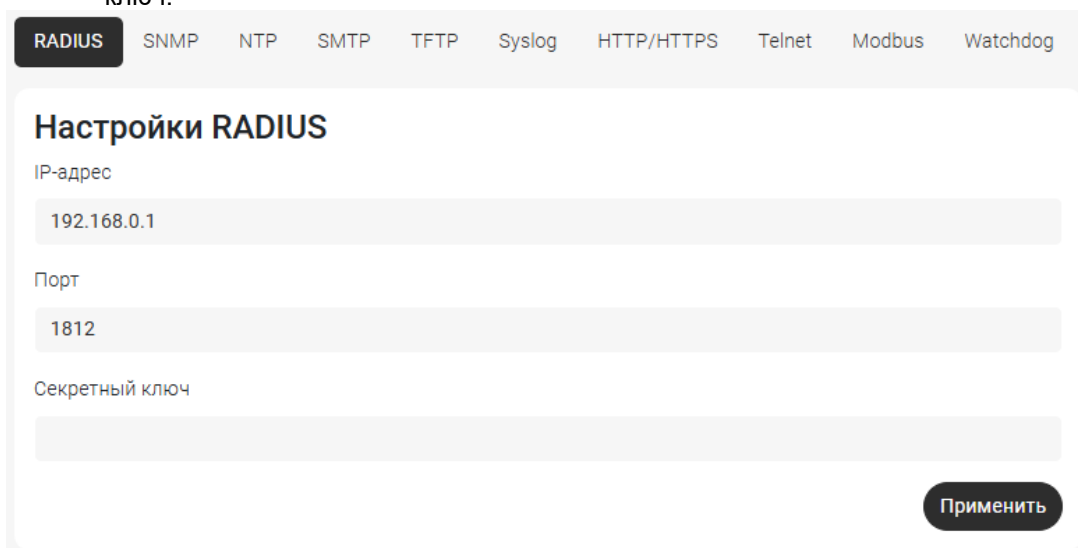 ключ.
RADIUS SNMP NTP SMTP TFTP Syslog HTTP/HTTPS Telnet Modbus Watchdog
Настройки RADIUS
IP-адрес
192.168.0.1
Порт
1812
Секретный ключ
Применить